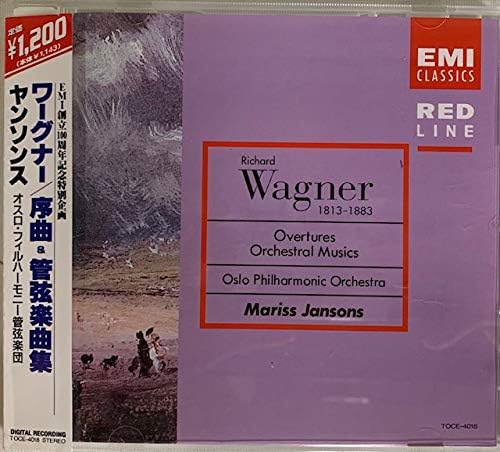 定価
¥1,200
(本体¥1,143)
EMI創立100周年記念特別企画
ワーグナー/序曲&管弦楽曲集
ヤンソンス
オスロ・フィルハーモニー管弦楽団
DIGITAL RECORDING
TOCE-4016 STEREO
EMI
CLASSICS
RED
LINE
Richard
Wagner
1813-1883
Overtures
Orchestral Musics
Oslo Philharmonic Orchestra
Mariss Jansons
TOCE-4016